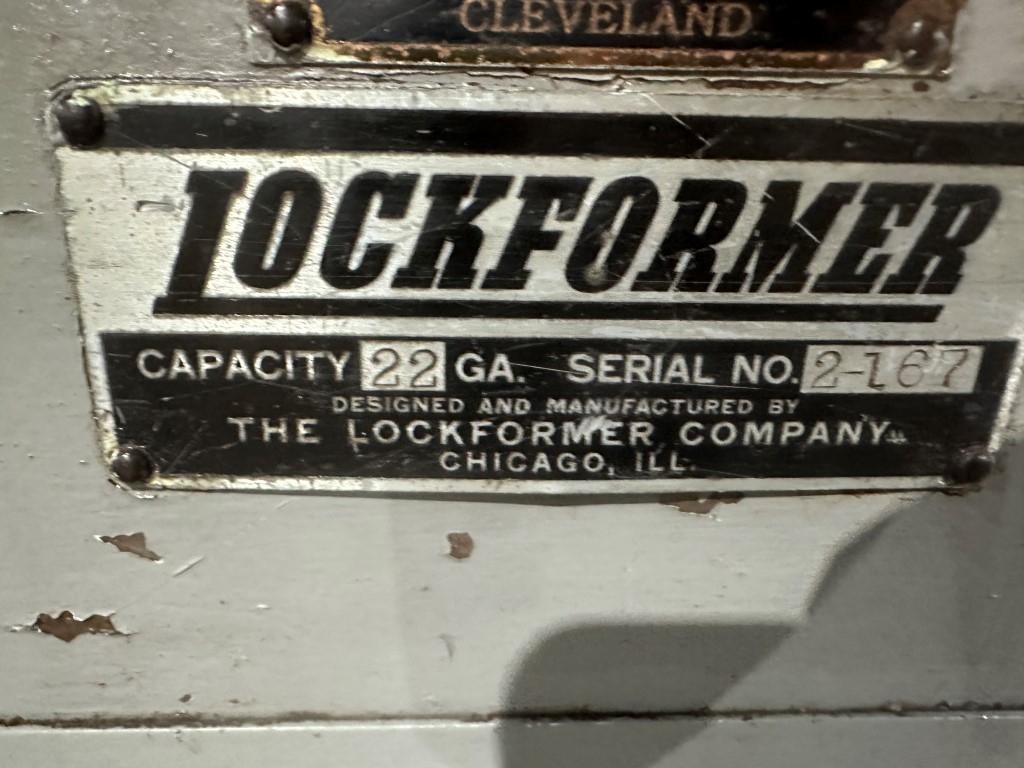 CLEVELAND
LOCKFORMER
CAPACITY 22 GA. SERIAL NO. 2-167
DESIGNED AND MANUFACTURED BY
THE LOCKFORMER COMPANY
CHICAGO, ILL.